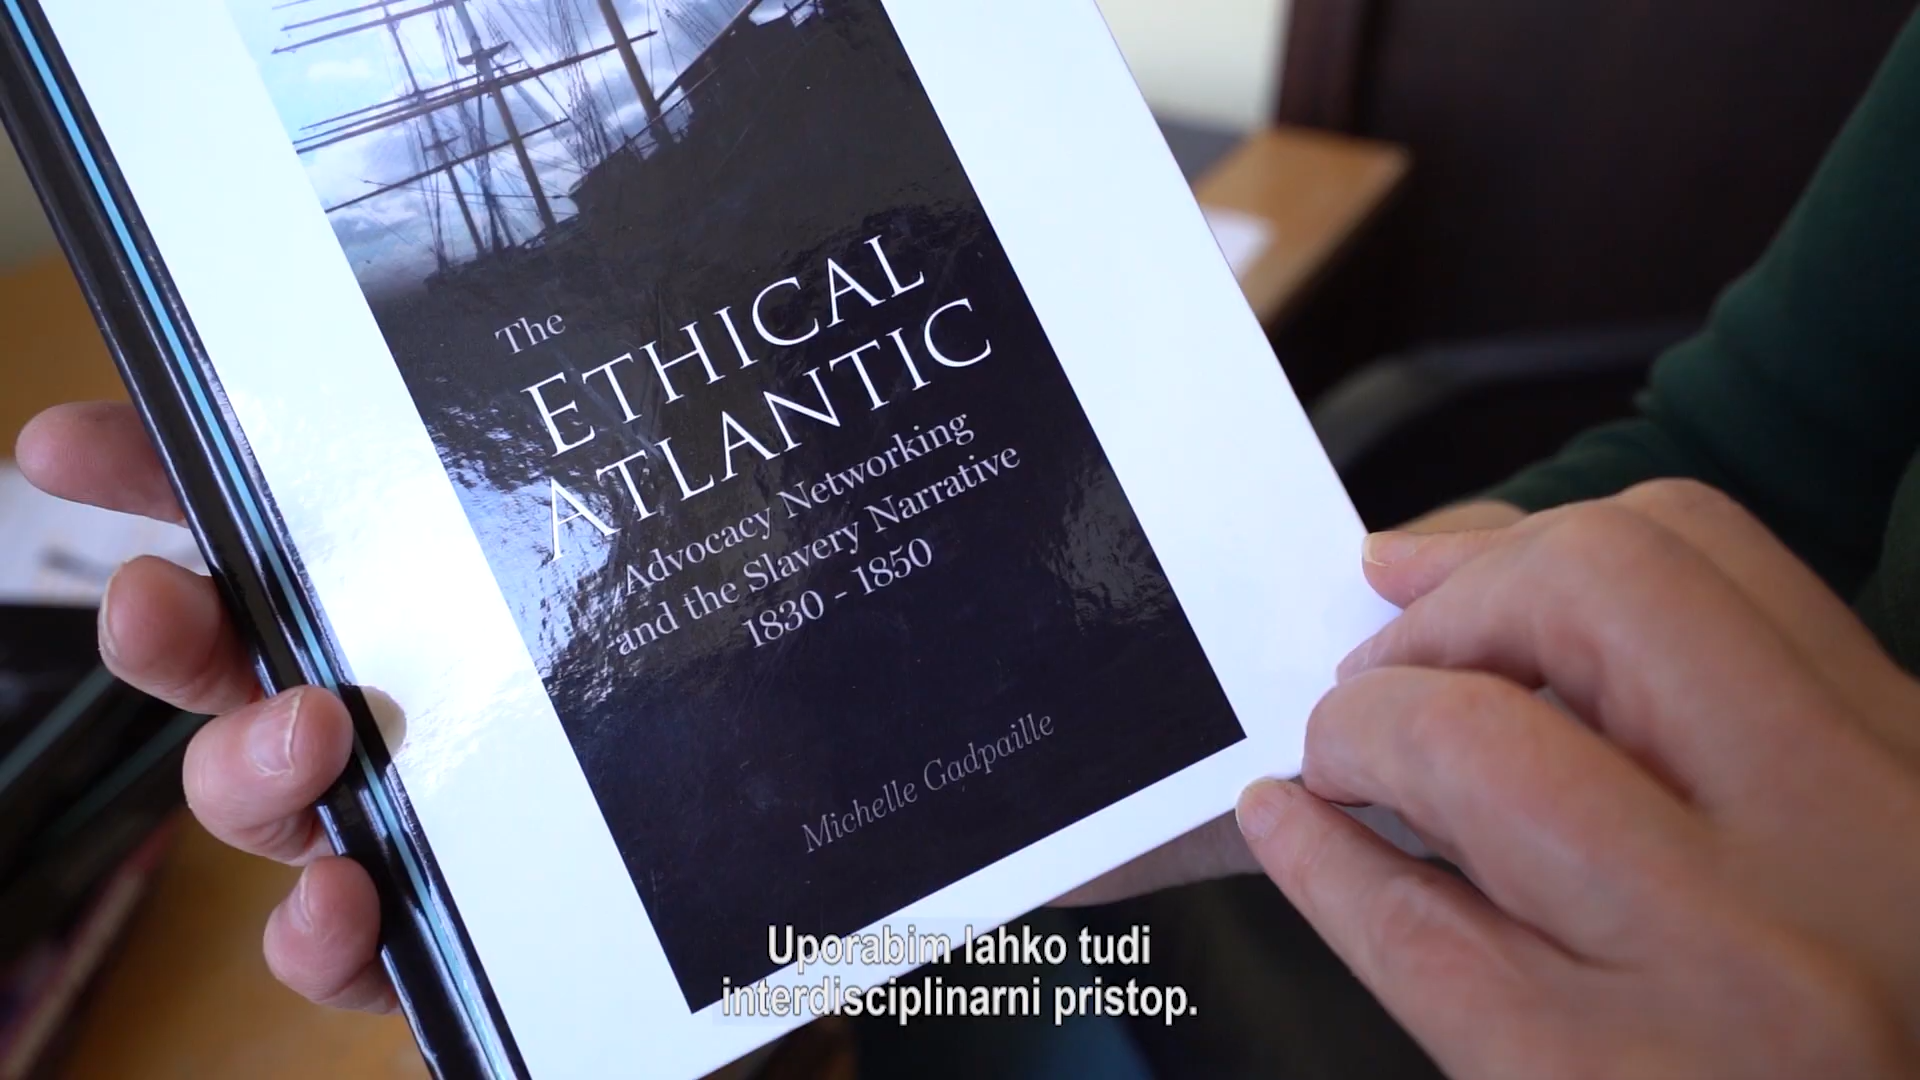 The
ETHICAL
ATLANTIC
Advocacy Networking
and the Slavery Narrative
1830 - 1850
Michelle Gadpaille
Uporabim lahko tudi
interdisciplinarni pristop.